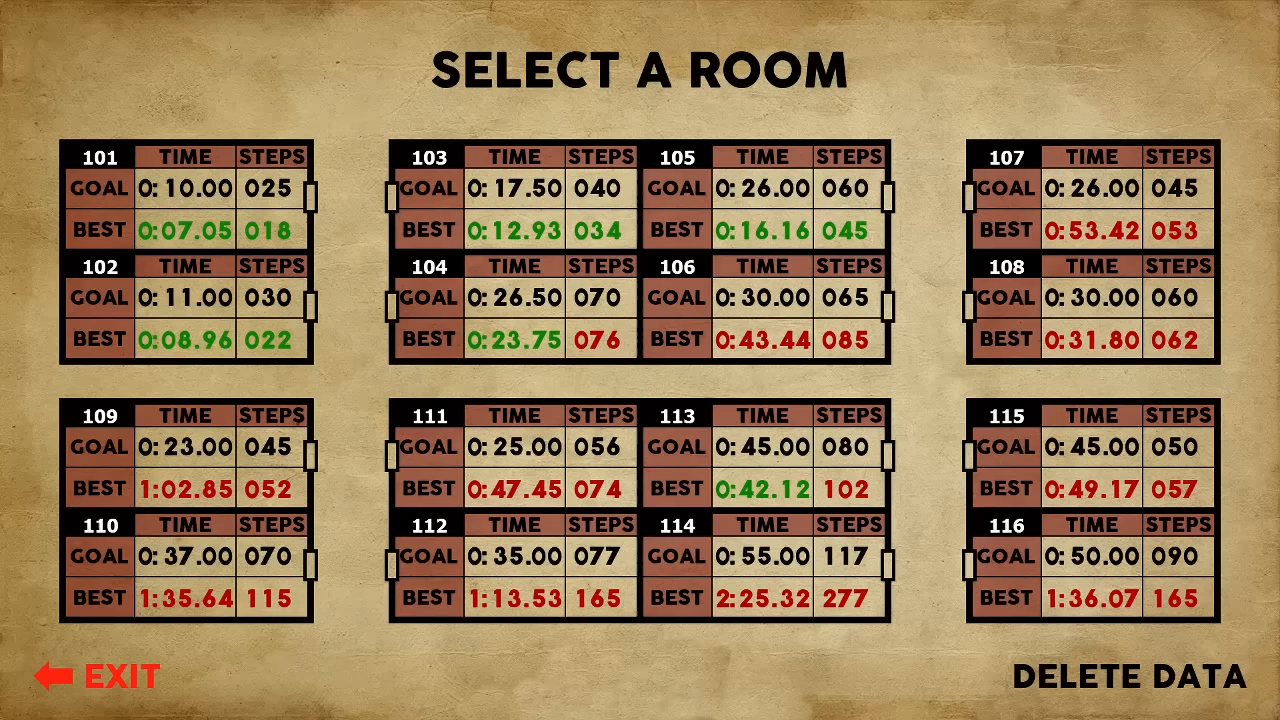 SELECT A ROOM
101 TIME STEPS
GOAL 0:10.00 025
BEST 0:07.05 018
102 TIME STEPS
GOAL 0:11.00 030
BEST 0:08.96 022
103 TIME STEPS 105 TIME STEPS
GOAL 0:17.50 040 GOAL 0:26.00 060
BEST 0:12.93 034 BEST 0:16.16 045
104 TIME STEPS 106 TIME STEPS
GOAL 0:26.50 070 GOAL 0:30.00 065
BEST 0:23.75 076 BEST 0:43.44 085
107 TIME STEPS
GOAL 0:26.00 045
BEST 0:53.42 053
108 TIME STEPS
GOAL 0:30.00 060
BEST 0:31.80 062
109 TIME STEPS
GOAL 0:23.00 045
BEST 1:02.85 052
110 TIME STEPS
GOAL 0:37.00 070
BEST 1:35.64 115
111 TIME STEPS 113 TIME STEPS
GOAL 0:25.00 056 GOAL 0:45.00 080
BEST 0:47.45 074 BEST 0:42.12 102
112 TIME STEPS 114 TIME STEPS
GOAL 0:35.00 077 GOAL 0:55.00 117
BEST 1:13.53 165 BEST 2:25.32 277
115 TIME STEPS
GOAL 0:45.00 050
BEST 0:49.17 057
116 TIME STEPS
GOAL 0:50.00 090
BEST 1:36.07 165
EXIT
DELETE DATA